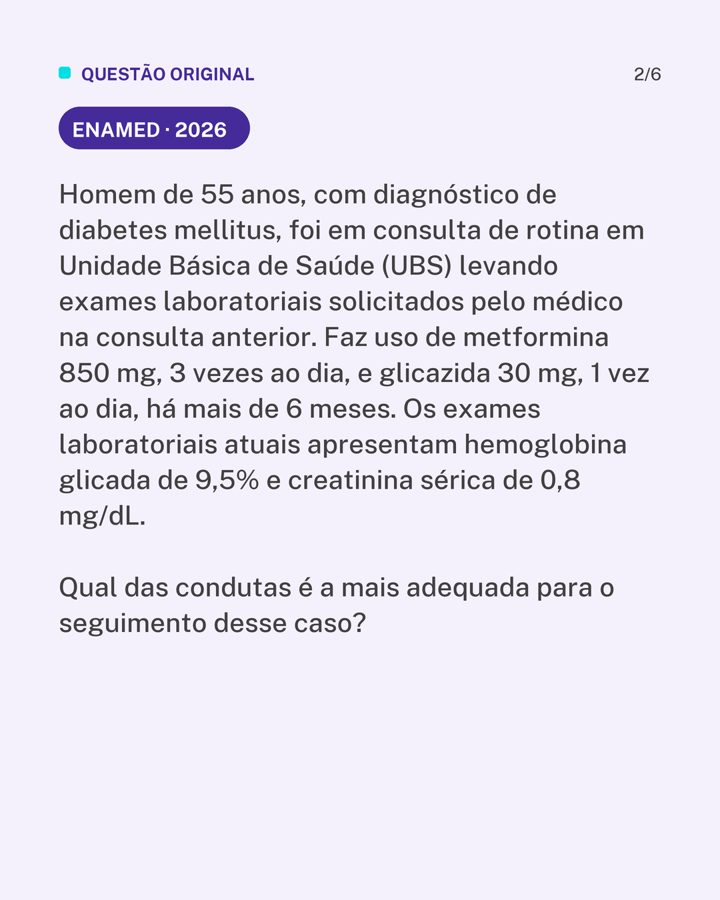 QUESTÃO ORIGINAL
2/6
ENAMED · 2026
Homem de 55 anos, com diagnóstico de
diabetes mellitus, foi em consulta de rotina em
Unidade Básica de Saúde (UBS) levando
exames laboratoriais solicitados pelo médico
na consulta anterior. Faz uso de metformina
850 mg, 3 vezes ao dia, e glicazida 30 mg, 1 vez
ao dia, há mais de 6 meses. Os exames
laboratoriais atuais apresentam hemoglobina
glicada de 9,5% e creatinina sérica de 0,8
mg/dL.
Qual das condutas é a mais adequada para o
seguimento desse caso?